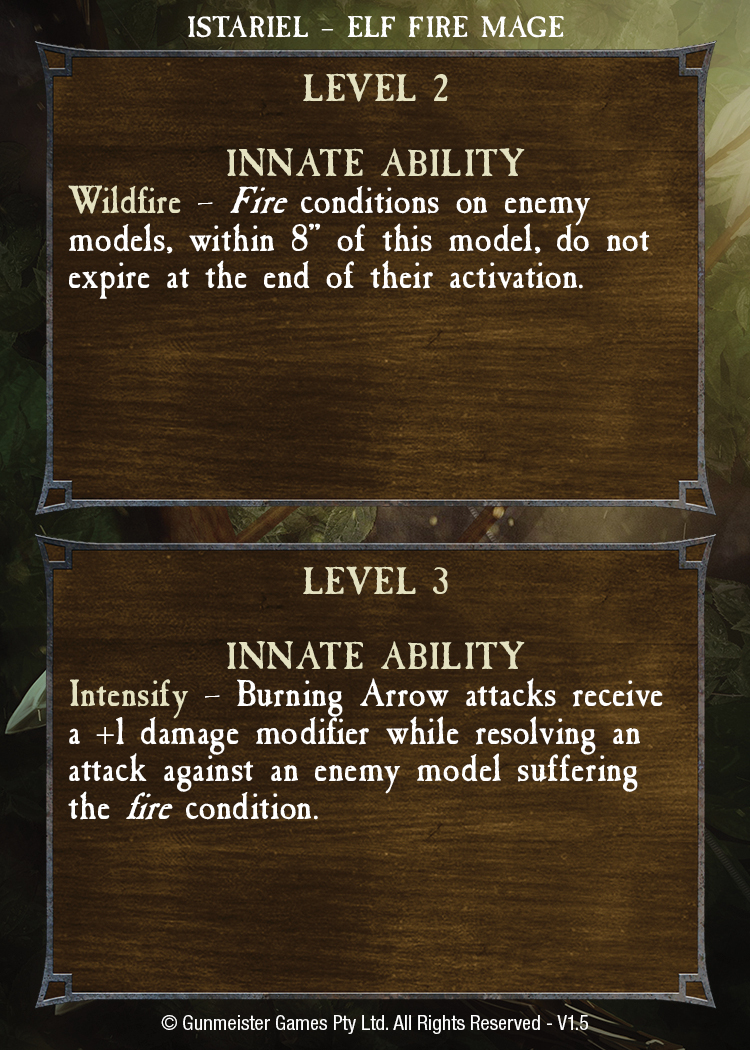 ISTARIEL – ELF FIRE MAGE
LEVEL 2
INNATE ABILITY
Wildfire – Fire conditions on enemy
models, within 8” of this model, do not
expire at the end of their activation.
LEVEL 3
INNATE ABILITY
Intensify – Burning Arrow attacks receive
a +1 damage modifier while resolving an
attack against an enemy model suffering
the fire condition.
© Gunmeister Games Pty Ltd. All Rights Reserved - V1.5